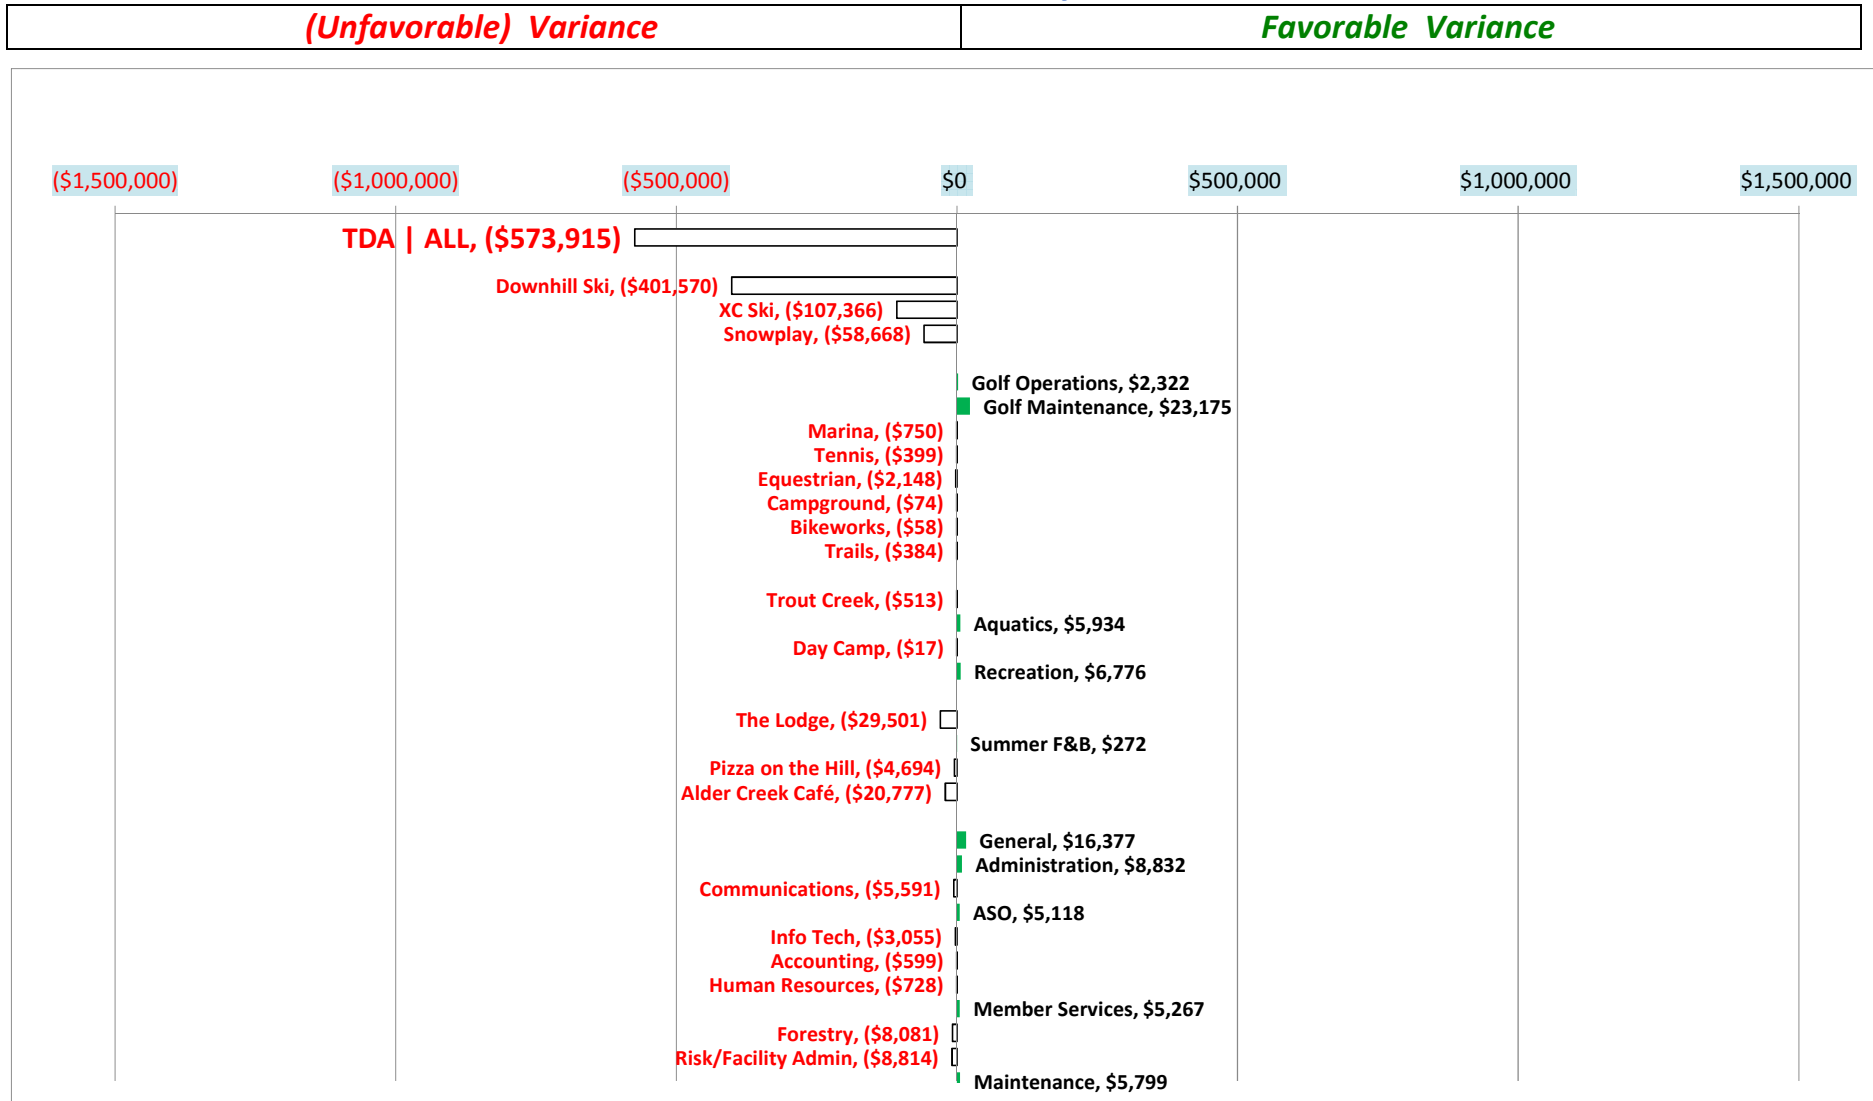 (Unfavorable) Variance
Favorable Variance
($1,500,000) ($1,000,000) ($500,000) $0 $500,000 $1,000,000 $1,500,000
TDA | ALL, ($573,915)
Downhill Ski, ($401,570)
XC Ski, ($107,366)
Snowplay, ($58,668)
Golf Operations, $2,322
Golf Maintenance, $23,175
Marina, ($750)
Tennis, ($399)
Equestrian, ($2,148)
Campground, ($74)
Bikeworks, ($58)
Trails, ($384)
Trout Creek, ($513)
Aquatics, $5,934
Day Camp, ($17)
Recreation, $6,776
The Lodge, ($29,501)
Summer F&B, $272
Pizza on the Hill, ($4,694)
Alder Creek Café, ($20,777)
General, $16,377
Administration, $8,832
Communications, ($5,591)
ASO, $5,118
Info Tech, ($3,055)
Accounting, ($599)
Human Resources, ($728)
Member Services, $5,267
Forestry, ($8,081)
Risk/Facility Admin, ($8,814)
Maintenance, $5,799